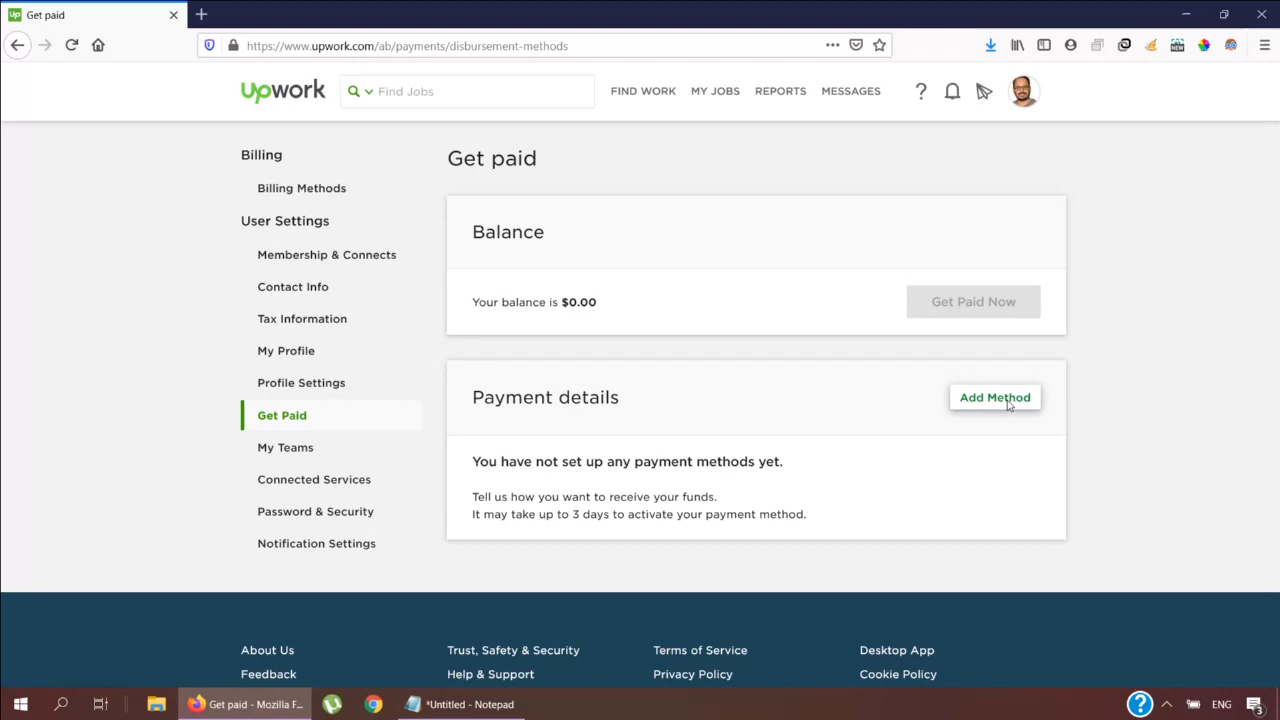 Up Get paid
https://www.upwork.com/ab/payments/disbursement-methods
upwork
Find Jobs
FIND WORK
MY JOBS
REPORTS
MESSAGES
?
Billing
Billing Methods
User Settings
Membership & Connects
Contact Info
Tax Information
My Profile
Profile Settings
Get Paid
My Teams
Connected Services
Password & Security
Notification Settings
Get paid
Balance
Your balance is $0.00
Get Paid Now
Payment details
Add Method
You have not set up any payment methods yet.
Tell us how you want to receive your funds.
It may take up to 3 days to activate your payment method.
About Us
Feedback
Trust, Safety & Security
Help & Support
Terms of Service
Privacy Policy
Desktop App
Cookie Policy
Get paid - Mozilla F...
*Untitled - Notepad
?
ENG
3